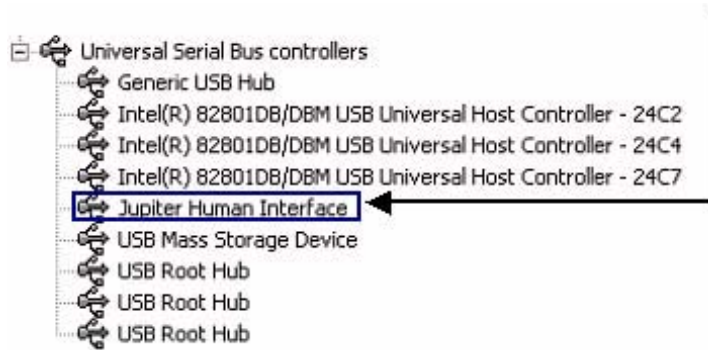 Universal Serial Bus controllers
Generic USB Hub
Intel(R) 82801DB/DBM USB Universal Host Controller - 24C2
Intel(R) 82801DB/DBM USB Universal Host Controller - 24C4
Intel(R) 82801DB/DBM USB Universal Host Controller - 24C7
Jupiter Human Interface
USB Mass Storage Device
USB Root Hub
USB Root Hub
USB Root Hub